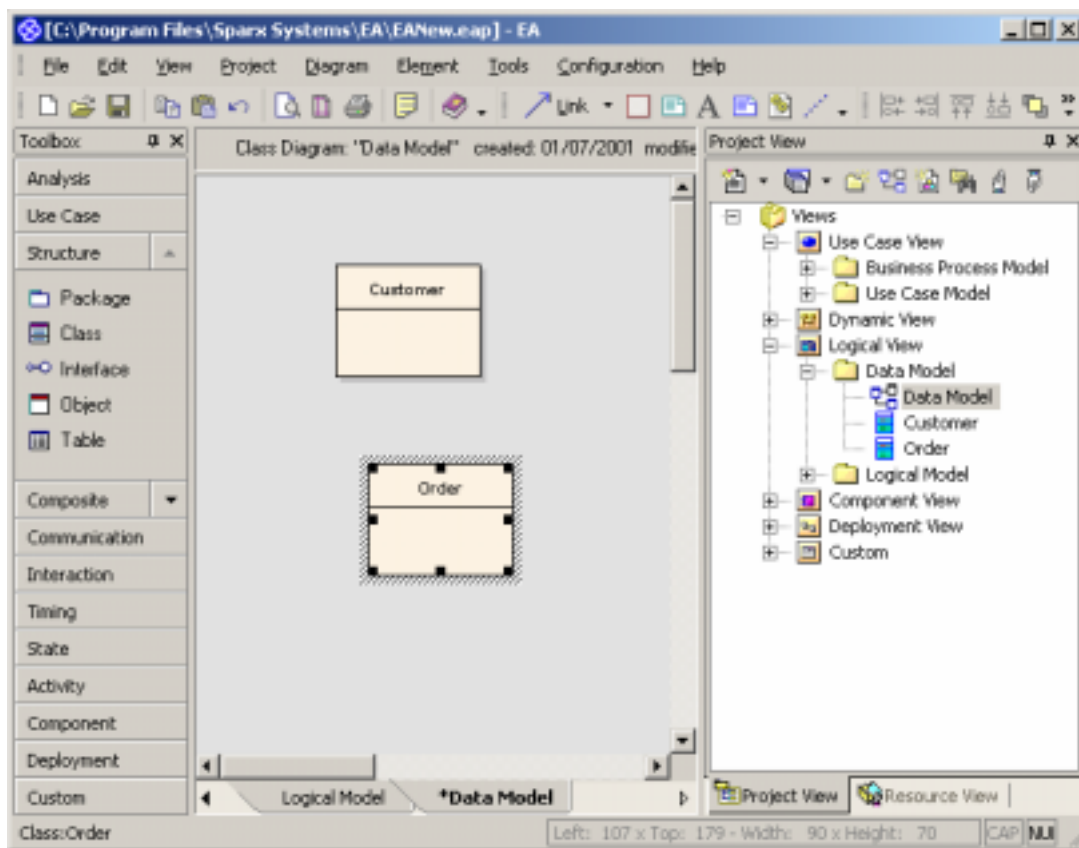 [C:\Program Files\Sparx Systems\EA\EANew.eap] - EA
File Edit View Project Diagram Element Tools Configuration Help
Link
Toolbox
Class Diagram: "Data Model" created: 01/07/2001 modifie
Project View
Analysis
Use Case
Structure
Package
Class
Interface
Object
Table
Composite
Communication
Interaction
Timing
State
Activity
Component
Deployment
Custom
Customer
Order
Views
Use Case View
Business Process Model
Use Case Model
Dynamic View
Logical View
Data Model
Data Model
Customer
Order
Logical Model
Component View
Deployment View
Custom
Logical Model
*Data Model
Project View
Resource View
Class:Order
Left: 107 x Top: 179 - Width: 90 x Height: 70
CAP
NUI